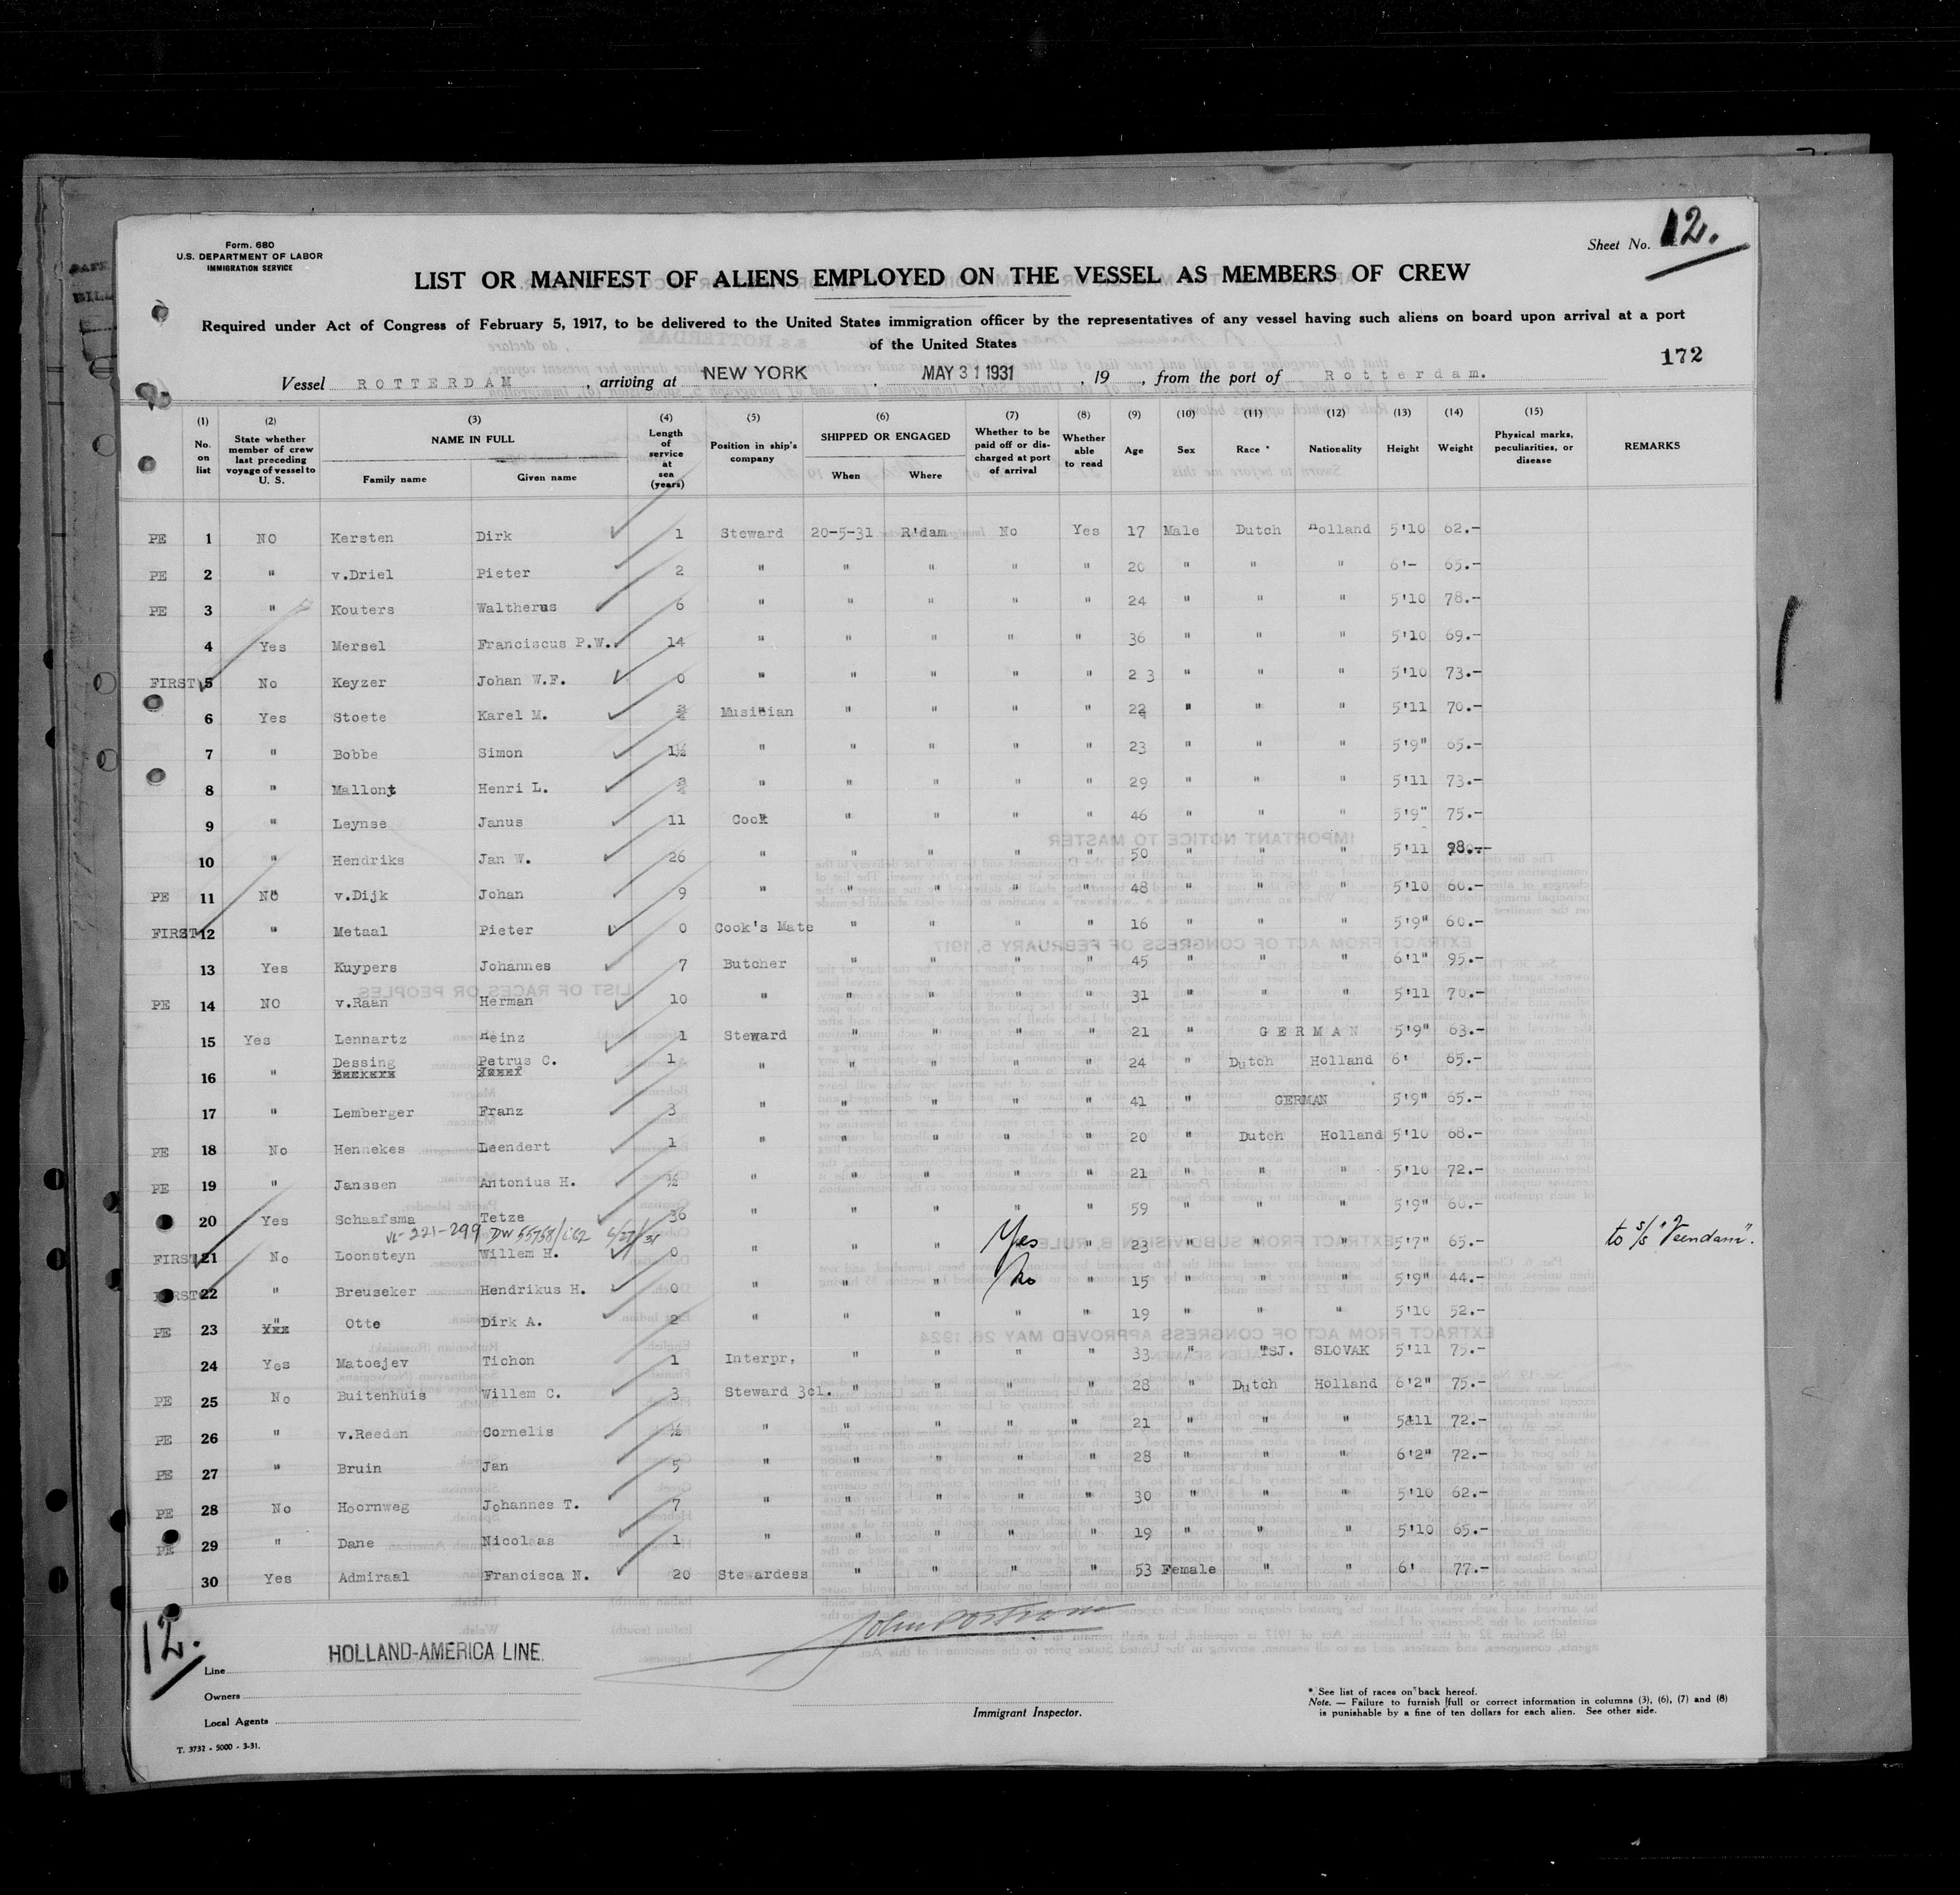 Form. 680
U.S. DEPARTMENT OF LABOR
IMMIGRATION SERVICE
Sheet No. 12.
LIST OR MANIFEST OF ALIENS EMPLOYED ON THE VESSEL AS MEMBERS OF CREW
Required under Act of Congress of February 5, 1917, to be delivered to the United States immigration officer by the representatives of any vessel having such aliens on board upon arrival at a port
of the United States
172
Vessel ROTTERDAM, arriving at NEW YORK, MAY 31 1931, 19 , from the port of Rotterdam.
(1) No. on list (2) State whether member of crew last preceding voyage of vessel to U. S. (3) NAME IN FULL Family name Given name (4) Length of service at sea (years) (5) Position in ship's company (6) SHIPPED OR ENGAGED When Where (7) Whether to be paid off or discharged at port of arrival (8) Whether able to read (9) Age (10) Sex (11) Race * (12) Nationality (13) Height (14) Weight (15) Physical marks, peculiarities, or disease REMARKS
PE 1 NO Kersten Dirk 1 Steward 20-5-31 R'dam No Yes 17 Male Dutch Holland 5'10 62.-
PE 2 " v.Driel Pieter 2 " " " " " 20 " " " 6'- 65.-
PE 3 " Kouters Waltherus 6 " " " " " 24 " " " 5'10 78.-
4 Yes Mersel Franciscus P.W. 14 " " " " " 36 " " " 5'10 69.-
FIRST 5 No Keyzer Johan W.F. 0 " " " " " 23 " " " 5'10 73.-
6 Yes Stoete Karel M. ¾ Musician " " " " 22 " " " 5'11 70.-
7 " Bobbe Simon 1½ " " " " " 23 " " " 5'9" 65.-
8 " Mallont Henri L. ¾ " " " " " 29 " " " 5'11 73.-
9 " Leynse Janus 11 Cook " " " " 46 " " " 5'9" 75.-
10 " Hendriks Jan W. 26 " " " " " 50 " " " 5'11 98.-
PE 11 No v.Dijk Johan 9 " " " " " 48 " " " 5'10 60.-
FIRST 12 " Metaal Pieter 0 Cook's Mate " " " " 16 " " " 5'9" 60.-
13 Yes Kuypers Johannes 7 Butcher " " " " 45 " " " 6'1" 95.-
PE 14 NO v.Raan Herman 10 " " " " " 31 " " " 5'11 70.-
15 Yes Lennartz Heinz 1 Steward " " " " 21 " GERMAN 5'9" 63.-
16 " Dessing Petrus C. 1 " " " " " 24 " Dutch Holland 6' 65.-
17 " Lemberger Franz 3 " " " " " 41 " GERMAN 5'9" 65.-
PE 18 No Hennekes Leendert 1 " " " " " 20 " Dutch Holland 5'10 68.-
PE 19 " Janssen Antonius H. ½ " " " " " 21 " " " 5'10 72.-
20 Yes Schaafsma Tetze 36 " " " " " 59 " " " 5'9" 60.-
FIRST 21 No Loonsteyn Willem H. 0 " " " Yes " 23 " " " 5'7" 65.- to s/s "Veendam".
FIRST 22 " Breuseker Hendrikus H. 0 " " " No " 15 " " " 5'9" 44.-
PE 23 " Otte Dirk A. 2 " " " " " 19 " " " 5'10 52.-
24 Yes Matoejev Tichon 1 Interpr, " " " " 33 " TSJ. SLOVAK 5'11 75.-
PE 25 No Buitenhuis Willem C. 3 Steward 3cl. " " " " 28 " Dutch Holland 6'2" 75.-
PE 26 " v.Reeden Cornelis ½ " " " " " 21 " " " 5'11 72.-
PE 27 " Bruin Jan 5 " " " " " 28 " " " 6'2" 72.-
PE 28 No Hoornweg Johannes T. 7 " " " " " 30 " " " 5'10 62.-
PE 29 " Dane Nicolaas 1 " " " " " 19 " " " 5'10 65.-
30 Yes Admiraal Francisca N. 20 Stewardess " " " " 53 Female " " 6' 77.-
12.
Line HOLLAND-AMERICA LINE.
Owners
Local Agents
Immigrant Inspector.
* See list of races on back hereof.
Note. — Failure to furnish full or correct information in columns (3), (6), (7) and (8)
is punishable by a fine of ten dollars for each alien. See other side.
T. 3737 - 5000 - 3-31.